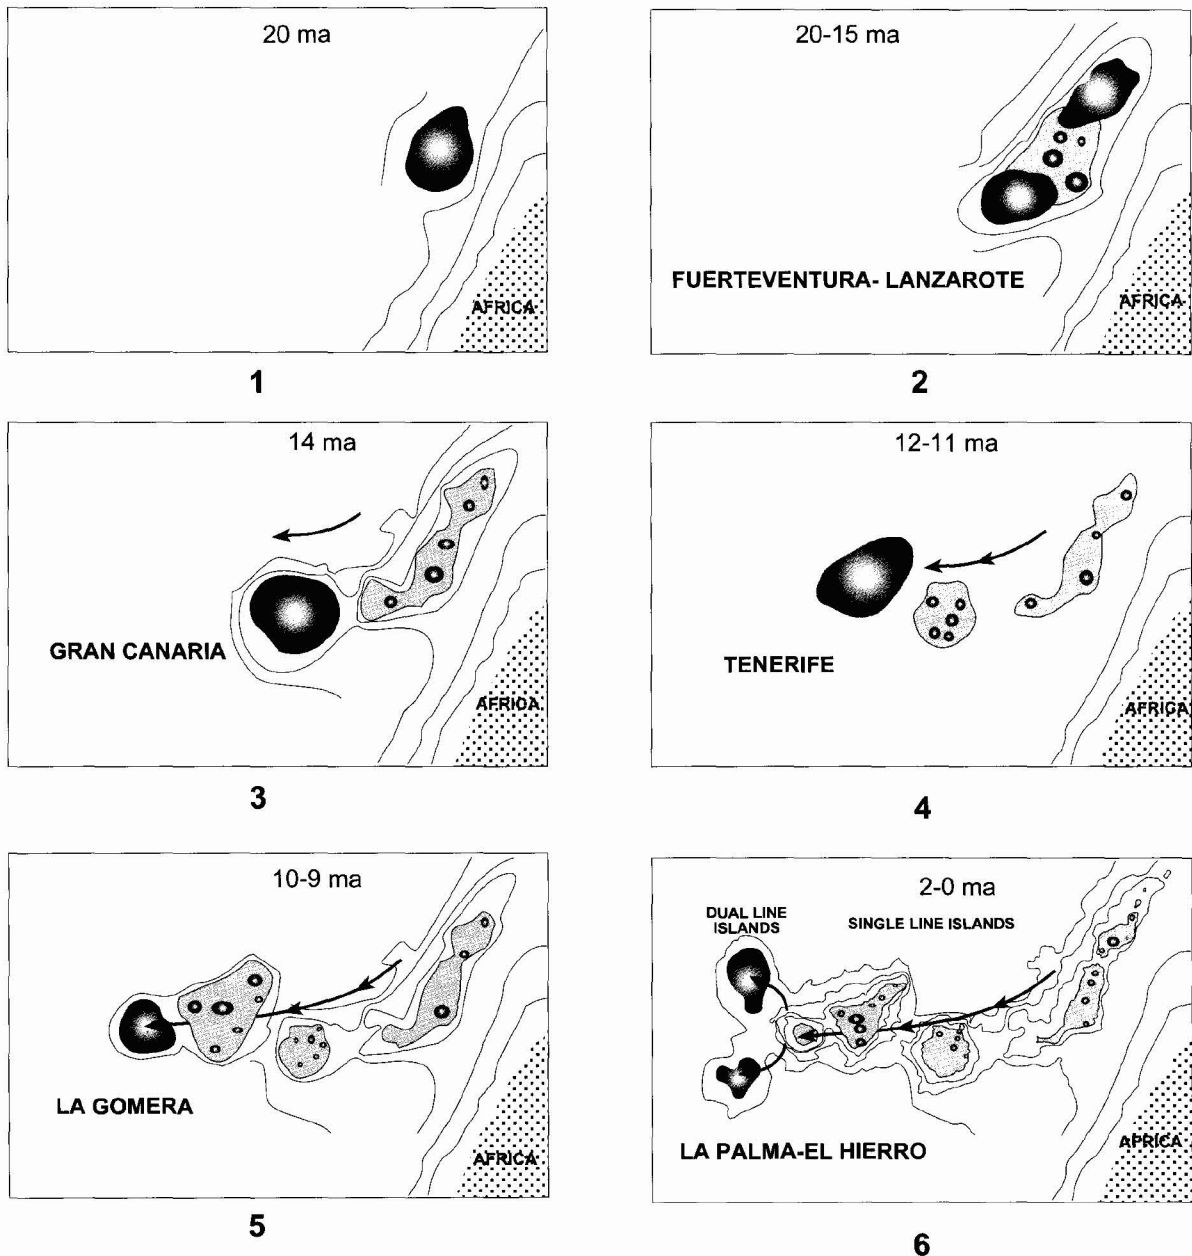 20 ma
AFRICA
1
20-15 ma
FUERTEVENTURA- LANZAROTE
AFRICA
2
14 ma
GRAN CANARIA
AFRICA
3
12-11 ma
TENERIFE
AFRICA
4
10-9 ma
LA GOMERA
AFRICA
5
2-0 ma
DUAL LINE
ISLANDS
SINGLE LINE ISLANDS
LA PALMA-EL HIERRO
AFRICA
6